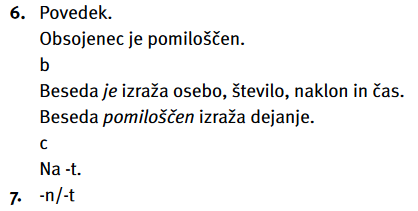 6. Povedek.
Obsojenec je pomiloščen.
b
Beseda je izraža osebo, število, naklon in čas.
Beseda pomiloščen izraža dejanje.
c
Na -t.
7. -n/-t